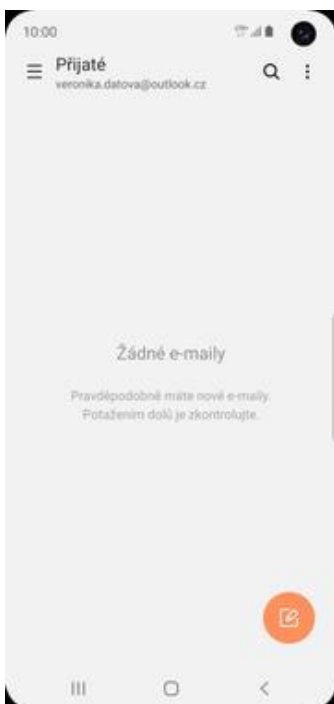 10:00
Přijaté
veronika.datova@outlook.cz
Žádné e-maily
Pravděpodobně máte nové e-maily.
Potažením dolů je zkontrolujte.